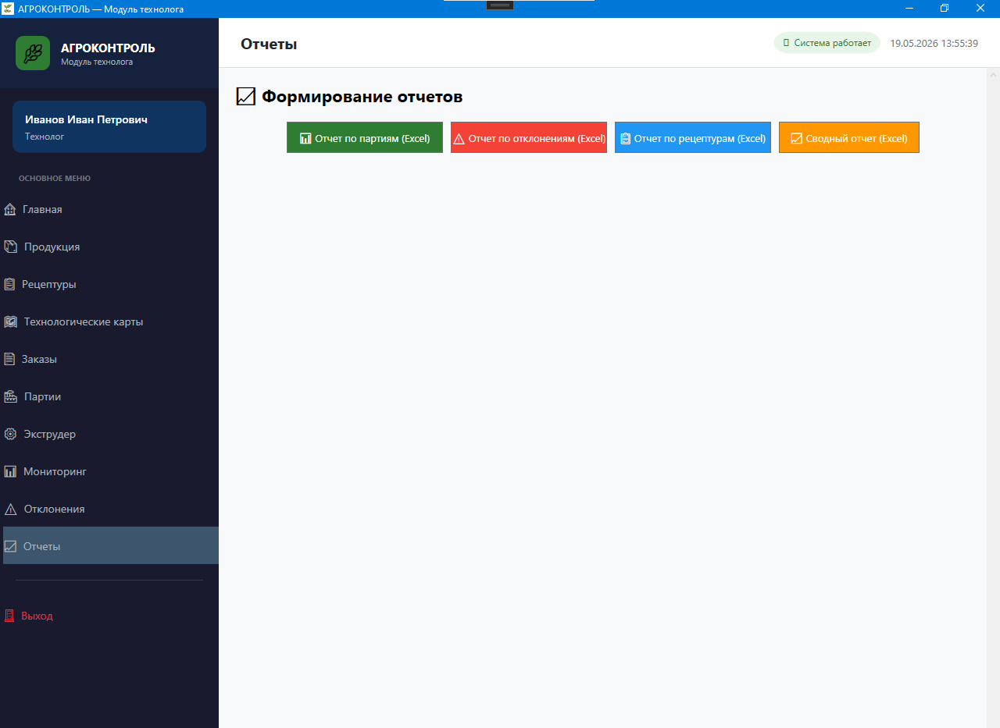 АГРОКОНТРОЛЬ — Модуль технолога
АГРОКОНТРОЛЬ
Модуль технолога
Иванов Иван Петрович
Технолог
ОСНОВНОЕ МЕНЮ
Главная
Продукция
Рецептуры
Технологические карты
Заказы
Партии
Экструдер
Мониторинг
Отклонения
Отчеты
Выход
Отчеты
Система работает
19.05.2026 13:55:39
Формирование отчетов
Отчет по партиям (Excel)
Отчет по отклонениям (Excel)
Отчет по рецептурам (Excel)
Сводный отчет (Excel)